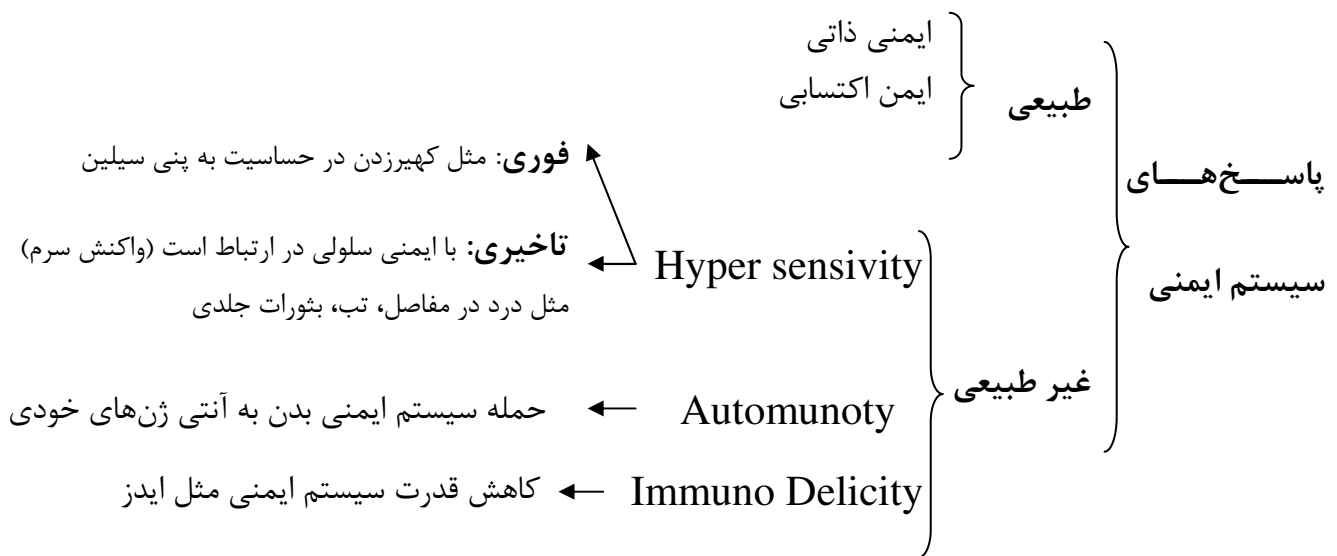 پاسخ‌های
سیستم ایمنی
طبیعی
ایمنی ذاتی
ایمن اکتسابی
غیر طبیعی
Hyper sensivity
فوری: مثل کهیرزدن در حساسیت به پنی سیلین
تاخیری: با ایمنی سلولی در ارتباط است (واکنش سرم)
مثل درد در مفاصل، تب، بثورات جلدی
Automunoty
حمله سیستم ایمنی بدن به آنتی ژن‌های خودی
Immuno Delicity
کاهش قدرت سیستم ایمنی مثل ایدز